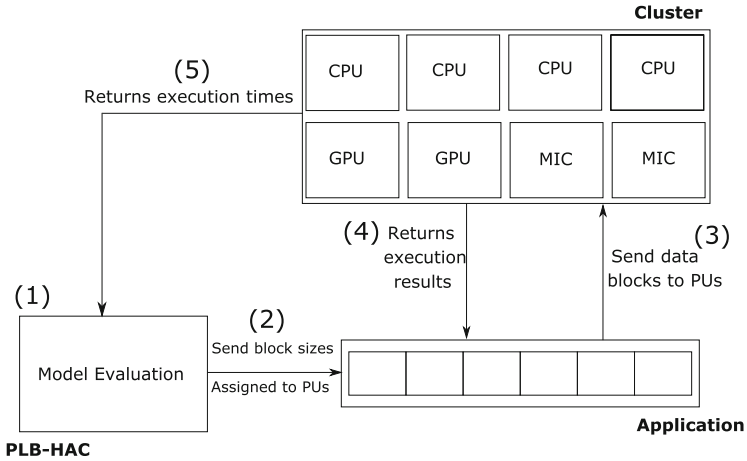 Cluster
CPU CPU CPU CPU
(5)
Returns execution times
GPU GPU MIC MIC
(4) Returns
execution
results
(3)
Send data
blocks to PUs
(1)
Model Evaluation
PLB-HAC
(2)
Send block sizes
Assigned to PUs
Application